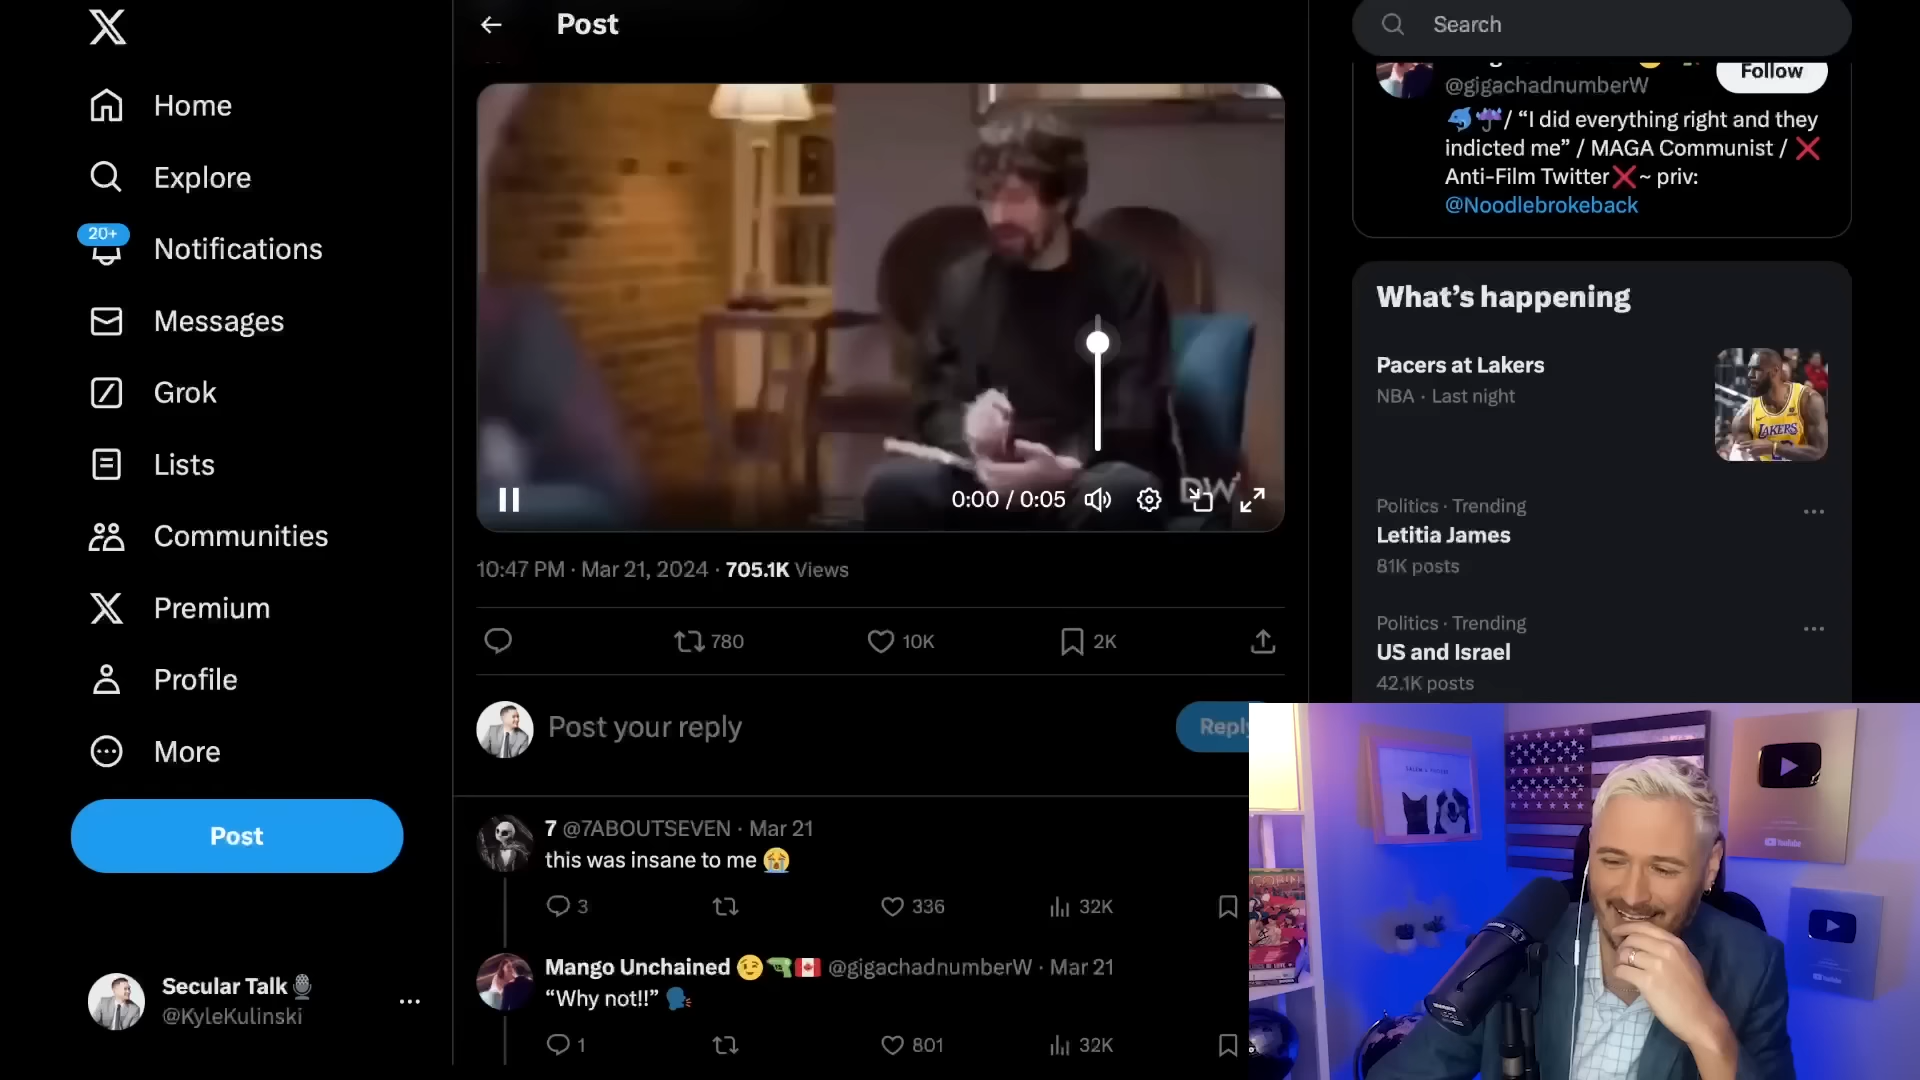 Home
Explore
20+
Notifications
Messages
Grok
Lists
Communities
Premium
Profile
More
Post
Secular Talk🎙️
@KyleKulinski
Post
DW
0:00 / 0:05
10:47 PM · Mar 21, 2024 · 705.1K Views
780
10K
2K
Post your reply
Reply
7 @7ABOUTSEVEN · Mar 21
this was insane to me 😭
3
336
32K
Mango Unchained 😉🔫🇨🇦 @gigachadnumberW · Mar 21
“Why not!!” 🗣️
1
801
32K
Search
@gigachadnumberW
Follow
🐬☔/ “I did everything right and they
indicted me” / MAGA Communist / ❌
Anti-Film Twitter❌~ priv:
@Noodlebrokeback
What’s happening
Pacers at Lakers
NBA · Last night
LAKERS
Politics · Trending
Letitia James
81K posts
Politics · Trending
US and Israel
42.1K posts
YouTube
YouTube